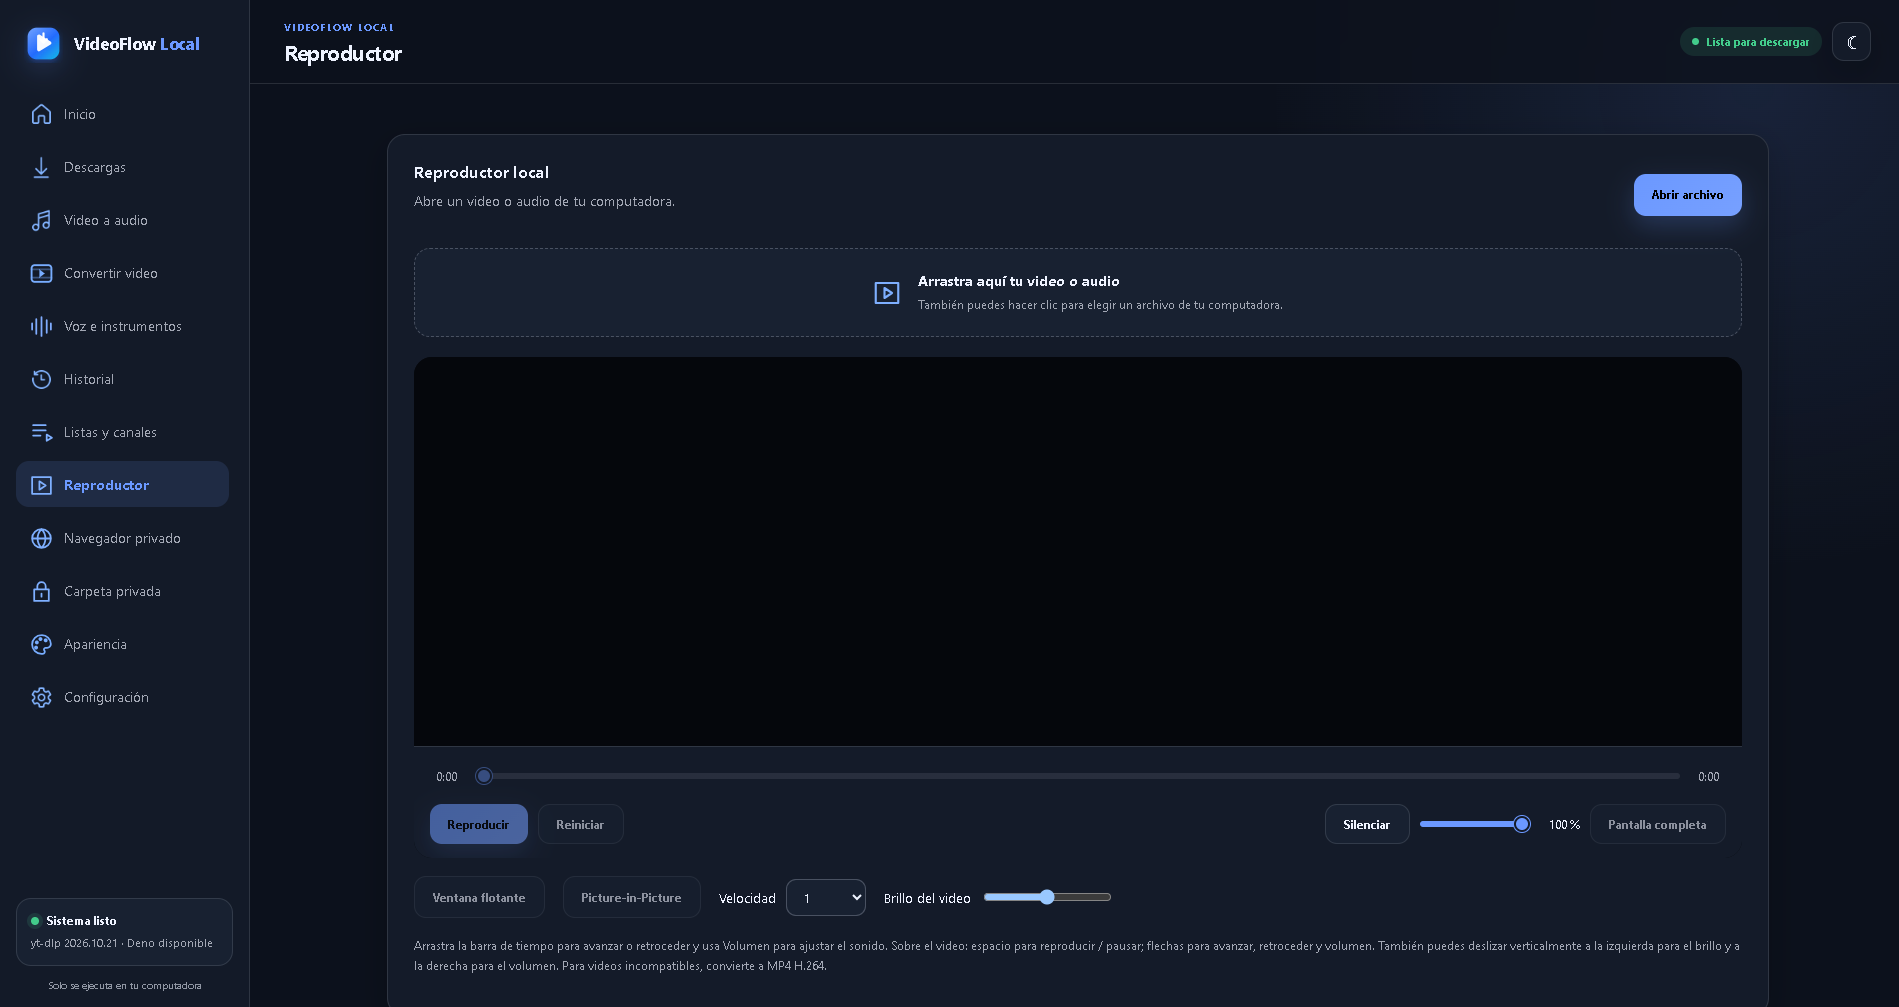 VideoFlow Local
Inicio
Descargas
Video a audio
Convertir video
Voz e instrumentos
Historial
Listas y canales
Reproductor
Navegador privado
Carpeta privada
Apariencia
Configuración
Sistema listo
yt-dlp 2026.10.21 · Deno disponible
Solo se ejecuta en tu computadora
VIDEOFLOW LOCAL
Reproductor
Lista para descargar
Reproductor local
Abre un video o audio de tu computadora.
Abrir archivo
Arrastra aquí tu video o audio
También puedes hacer clic para elegir un archivo de tu computadora.
0:00
0:00
Reproducir
Reiniciar
Silenciar
100 %
Pantalla completa
Ventana flotante
Picture-in-Picture
Velocidad
1
Brillo del video
Arrastra la barra de tiempo para avanzar o retroceder y usa Volumen para ajustar el sonido. Sobre el video: espacio para reproducir / pausar; flechas para avanzar, retroceder y volumen. También puedes deslizar verticalmente a la izquierda para el brillo y a
la derecha para el volumen. Para videos incompatibles, convierte a MP4 H.264.